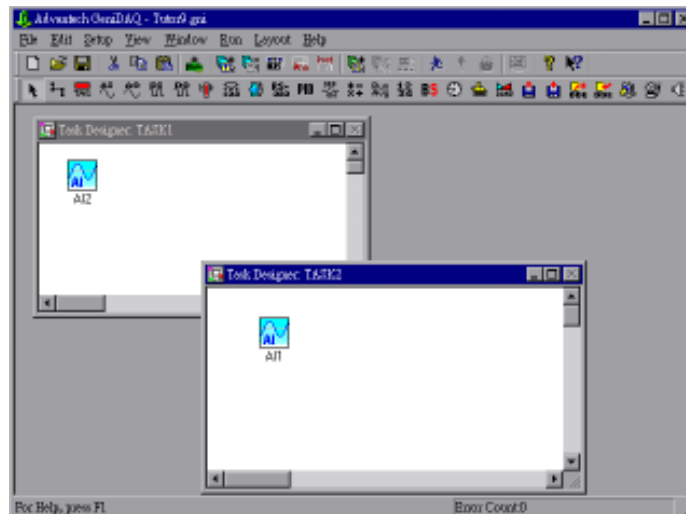 Advantech GeniDAQ - Tutor9.gni
File Edit Setup View Window Run Layout Help
Task Designer: TASK1
AI2
Task Designer: TASK2
AI1
For Help, press F1
Error Count:0